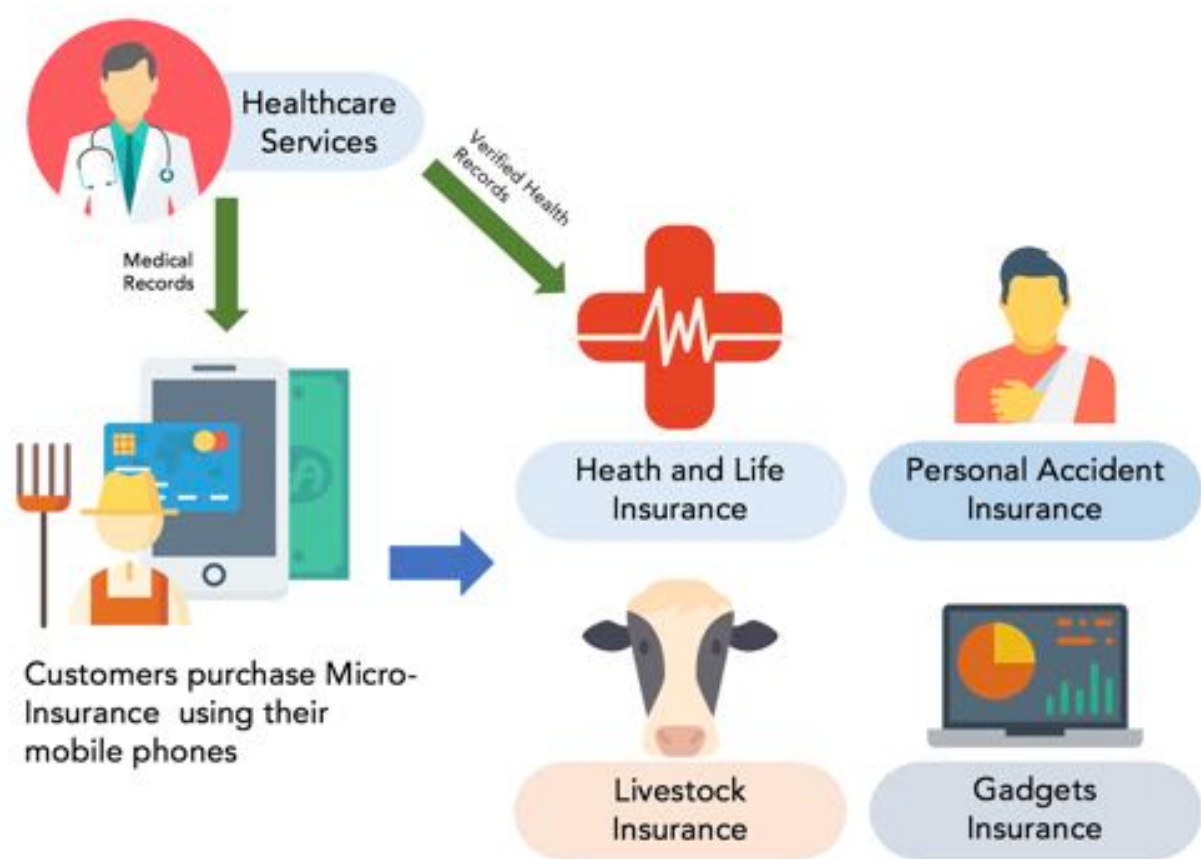 Healthcare
Services
Verified Health
Records
Medical
Records
Heath and Life
Insurance
Personal Accident
Insurance
Customers purchase Micro-
Insurance using their
mobile phones
Livestock
Insurance
Gadgets
Insurance